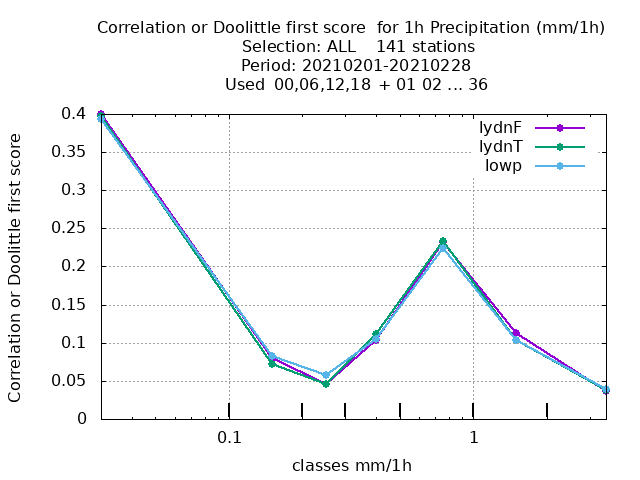 Correlation or Doolittle first score  for 1h Precipitation (mm/1h)
Selection: ALL    141 stations
Period: 20210201-20210228
Used  00,06,12,18  + 01 02 ... 36
lydnF
lydnT
lowp
Correlation or Doolittle first score
0.4
0.35
0.3
0.25
0.2
0.15
0.1
0.05
0
0.1
1
classes mm/1h